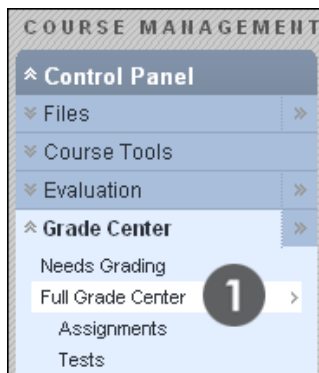 COURSE MANAGEMENT
Control Panel
Files
Course Tools
Evaluation
Grade Center
Needs Grading
Full Grade Center 1
Assignments
Tests